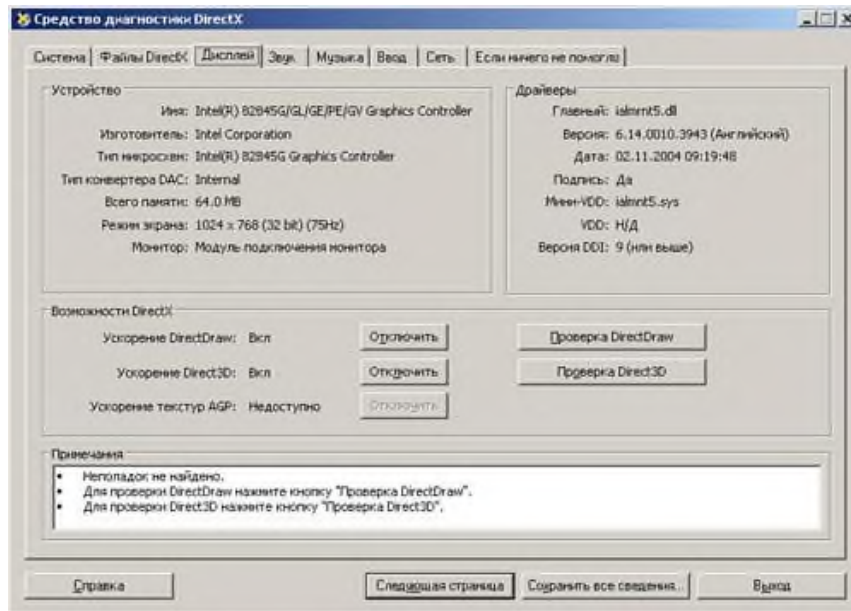 Средство диагностики DirectX
Система
Файлы DirectX
Дисплей
Звук
Музыка
Ввод
Сеть
Если ничего не помогло
Устройство
Имя: Intel(R) 82845G/GL/GE/PE/GV Graphics Controller
Изготовитель: Intel Corporation
Тип микросхем: Intel(R) 82845G Graphics Controller
Тип конвертера DAC: Internal
Всего памяти: 64.0 MB
Режим экрана: 1024 x 768 (32 bit) (75Hz)
Монитор: Модуль подключения монитора
Драйверы
Главный: ialmrnt5.dll
Версия: 6.14.0010.3943 (Английский)
Дата: 02.11.2004 09:19:48
Подпись: Да
Мини-VDD: ialmnt5.sys
VDD: Н/Д
Версия DDI: 9 (или выше)
Возможности DirectX
Ускорение DirectDraw: Вкл
Отключить
Проверка DirectDraw
Ускорение Direct3D: Вкл
Отключить
Проверка Direct3D
Ускорение текстур AGP: Недоступно
Отключить
Примечания
• Неполадок не найдено.
• Для проверки DirectDraw нажмите кнопку "Проверка DirectDraw".
• Для проверки Direct3D нажмите кнопку "Проверка Direct3D".
Справка
Следующая страница
Сохранить все сведения...
Выход